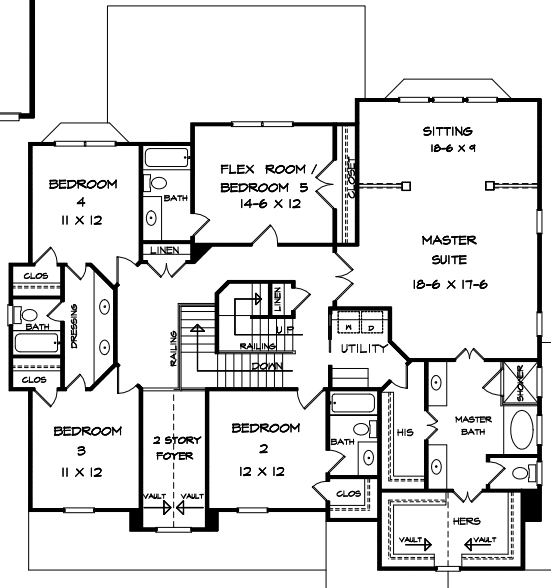 SITTING
18-6 X 9
FLEX ROOM /
BEDROOM 5
14-6 X 12
CLOSET
BEDROOM
4
11 X 12
BATH
LINEN
MASTER
SUITE
18-6 X 17-6
CLOS
BATH
DRESSING
CLOS
RAILING
LINEN
UP
RAILING
DOWN
W D
UTILITY
SHOWER
BEDROOM
3
11 X 12
2 STORY
FOYER
VAULT VAULT
BEDROOM
2
12 X 12
BATH
CLOS
HIS
MASTER
BATH
HERS
VAULT VAULT